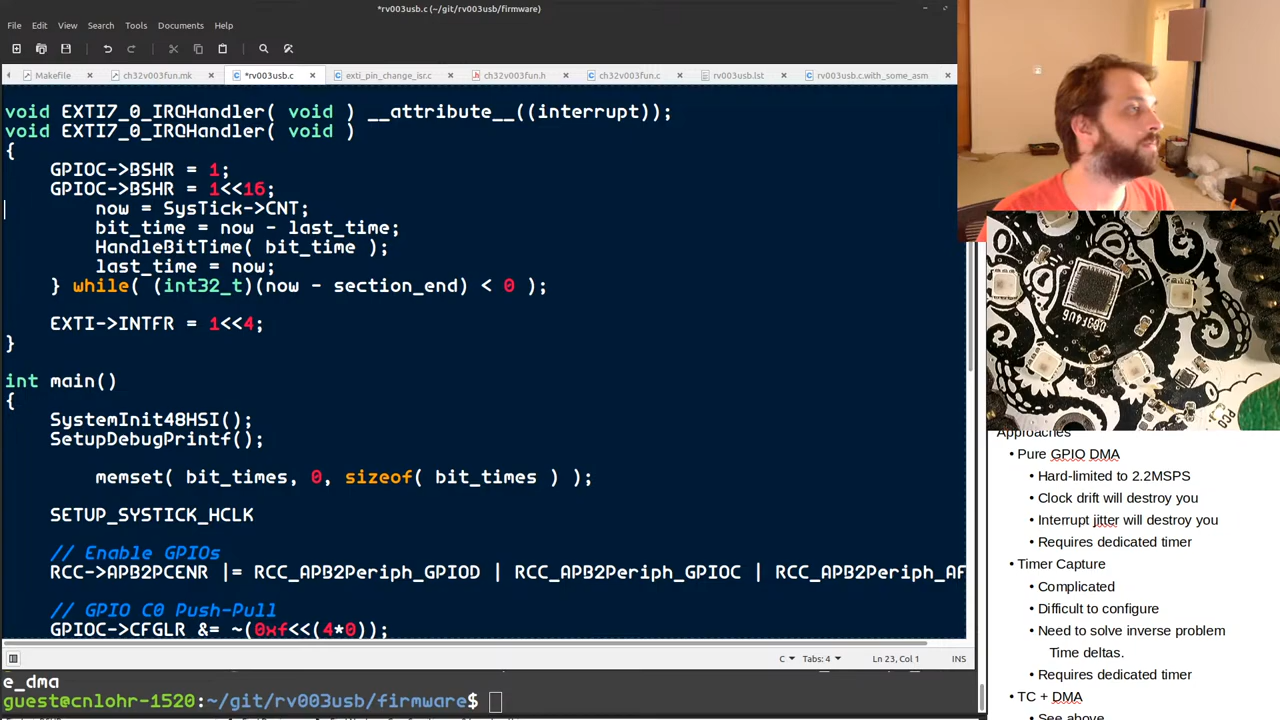 *rv003usb.c (~/git/rv003usb/firmware)
File Edit View Search Tools Documents Help
Makefile ch32v003fun.mk *rv003usb.c exti_pin_change_isr.c ch32v003fun.h ch32v003fun.c rv003usb.lst rv003usb.c.with_some_asm
void EXTI7_0_IRQHandler( void ) __attribute__((interrupt));
void EXTI7_0_IRQHandler( void )
{
GPIOC->BSHR = 1;
GPIOC->BSHR = 1<<16;
now = SysTick->CNT;
bit_time = now - last_time;
HandleBitTime( bit_time );
last_time = now;
} while( (int32_t)(now - section_end) < 0 );
EXTI->INTFR = 1<<4;
}
int main()
{
SystemInit48HSI();
SetupDebugPrintf();
memset( bit_times, 0, sizeof( bit_times ) );
SETUP_SYSTICK_HCLK
// Enable GPIOs
RCC->APB2PCENR |= RCC_APB2Periph_GPIOD | RCC_APB2Periph_GPIOC | RCC_APB2Periph_AF
// GPIO C0 Push-Pull
GPIOC->CFGLR &= ~(0xf<<(4*0));
C Tabs: 4 Ln 23, Col 1 INS
e_dma
guest@cnlohr-1520:~/git/rv003usb/firmware$
Approaches
• Pure GPIO DMA
• Hard-limited to 2.2MSPS
• Clock drift will destroy you
• Interrupt jitter will destroy you
• Requires dedicated timer
• Timer Capture
• Complicated
• Difficult to configure
• Need to solve inverse problem
Time deltas.
• Requires dedicated timer
• TC + DMA
• See above